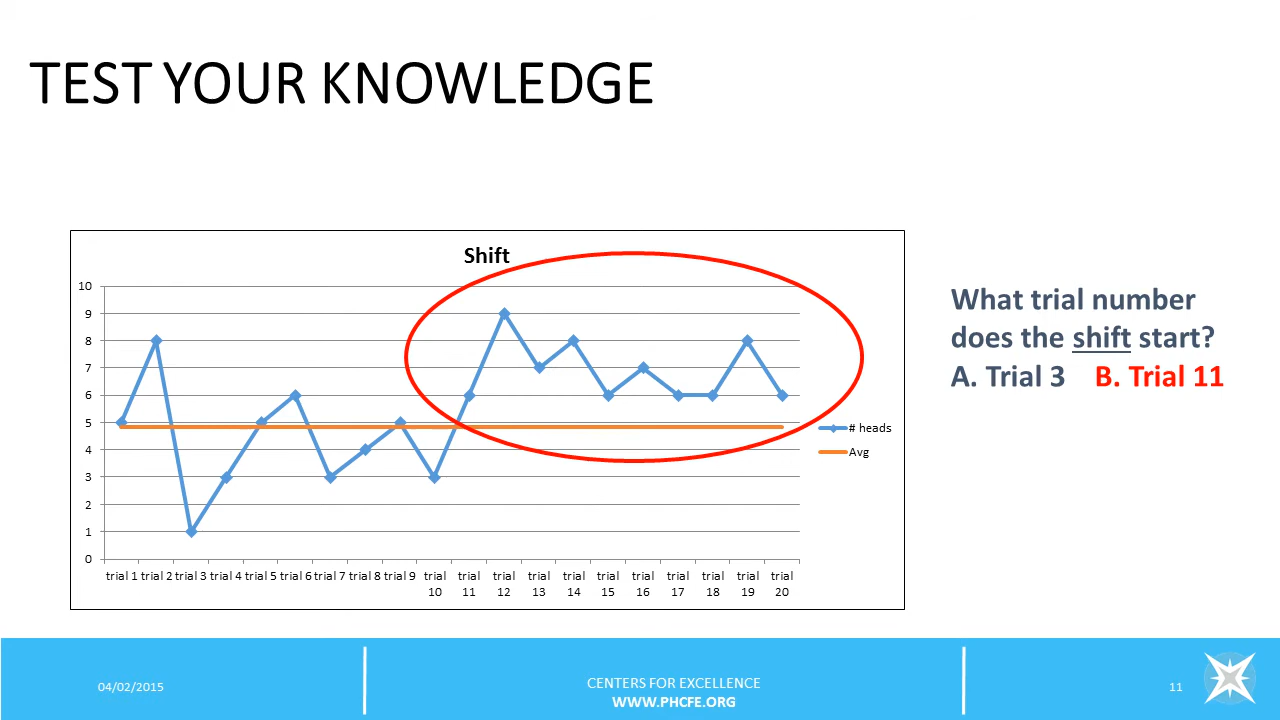 TEST YOUR KNOWLEDGE
Shift
10
9
8
7
6
5
4
3
2
1
0
trial 1 trial 2 trial 3 trial 4 trial 5 trial 6 trial 7 trial 8 trial 9 trial 10 trial 11 trial 12 trial 13 trial 14 trial 15 trial 16 trial 17 trial 18 trial 19 trial 20
# heads
Avg
What trial number
does the shift start?
A. Trial 3 B. Trial 11
04/02/2015
CENTERS FOR EXCELLENCE
WWW.PHCFE.ORG
11